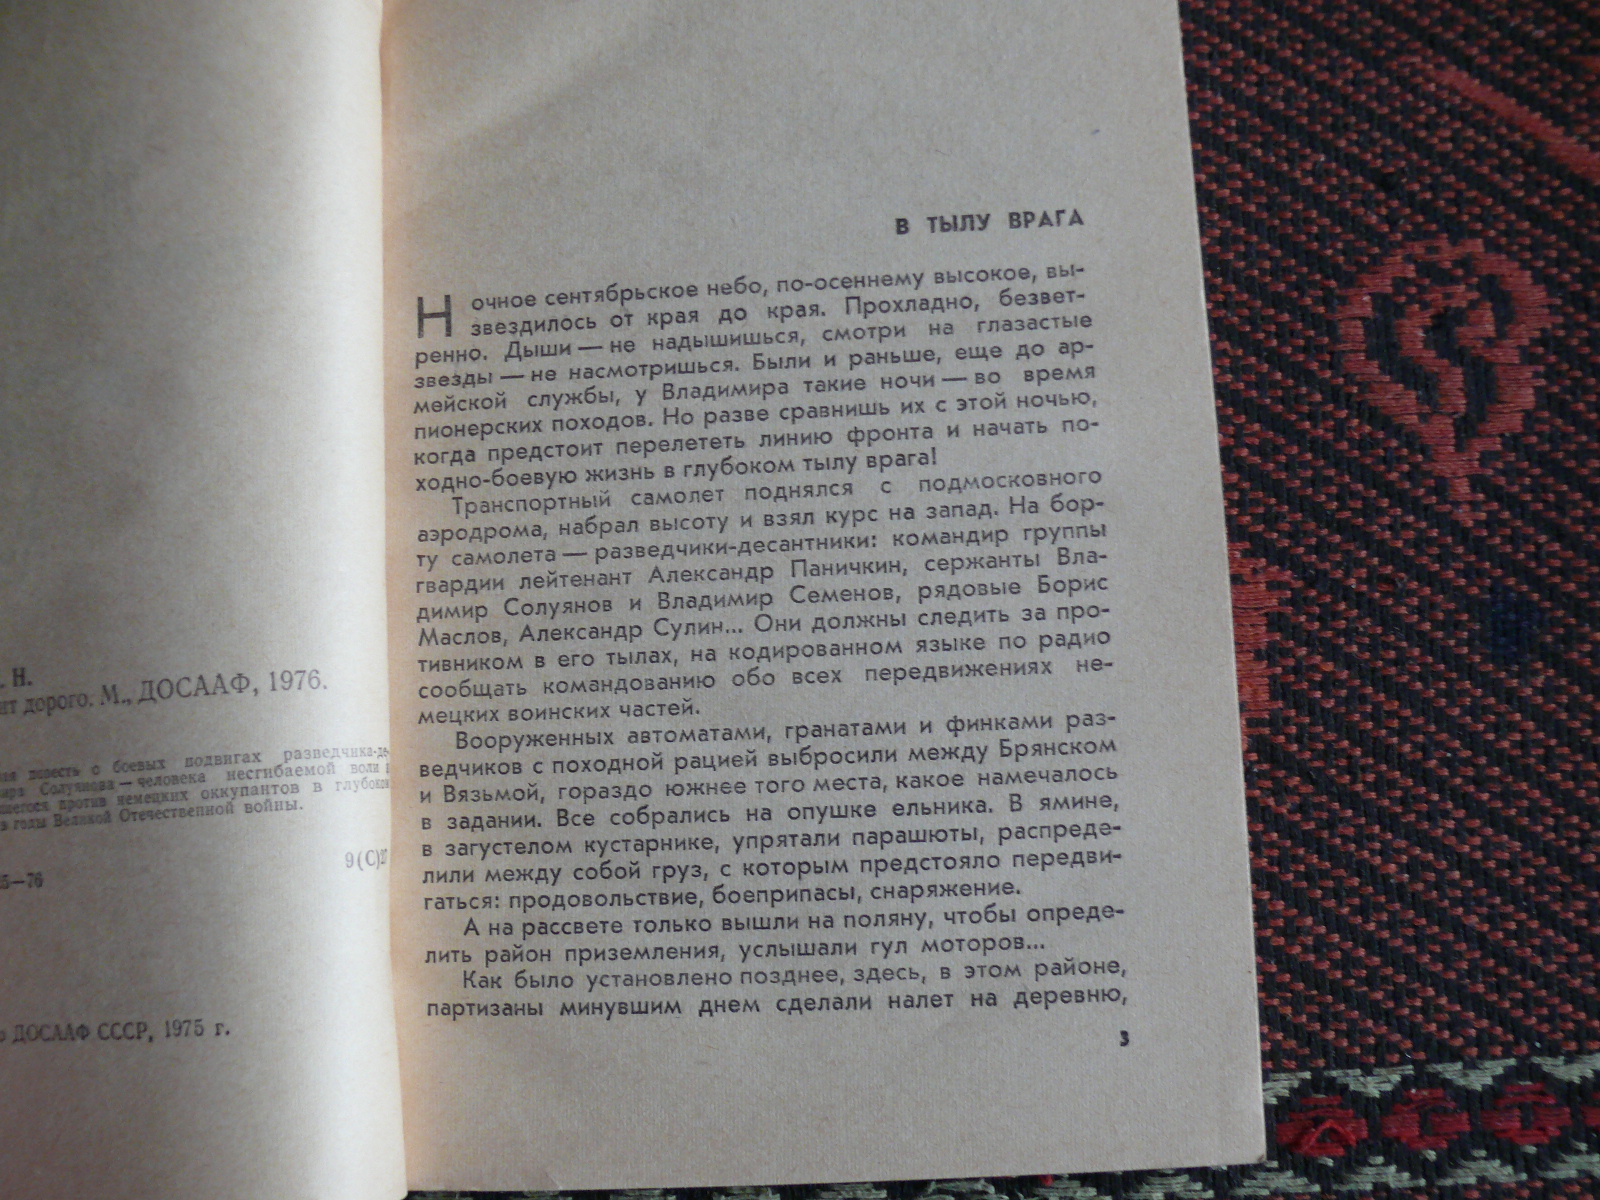 . Н.
нт дорого. М., ДОСААФ, 1976.
повесть о боевых подвигах разведчика-де-
Солуянова — человека несгибаемой воли
против немецких оккупантов в глубоком
в годы Великой Отечественной войны.
9(С)27
5—76
ДОСААФ СССР, 1975 г.
В ТЫЛУ ВРАГА
Ночное сентябрьское небо, по-осеннему высокое, вы-
звездилось от края до края. Прохладно, безвет-
ренно. Дыши — не надышишься, смотри на глазастые
звезды — не насмотришься. Были и раньше, еще до ар-
мейской службы, у Владимира такие ночи — во время
пионерских походов. Но разве сравнишь их с этой ночью,
когда предстоит перелететь линию фронта и начать по-
ходно-боевую жизнь в глубоком тылу врага!
Транспортный самолет поднялся с подмосковного
аэродрома, набрал высоту и взял курс на запад. На бор-
ту самолета — разведчики-десантники: командир группы
гвардии лейтенант Александр Паничкин, сержанты Вла-
димир Солуянов и Владимир Семенов, рядовые Борис
Маслов, Александр Сулин... Они должны следить за про-
тивником в его тылах, на кодированном языке по радио
сообщать командованию обо всех передвижениях не-
мецких воинских частей.
Вооруженных автоматами, гранатами и финками раз-
ведчиков с походной рацией выбросили между Брянском
и Вязьмой, гораздо южнее того места, какое намечалось
в задании. Все собрались на опушке ельника. В ямине,
в загустелом кустарнике, упрятали парашюты, распреде-
лили между собой груз, с которым предстояло передви-
гаться: продовольствие, боеприпасы, снаряжение.
А на рассвете только вышли на поляну, чтобы опреде-
лить район приземления, услышали гул моторов...
Как было установлено позднее, здесь, в этом районе,
партизаны минувшим днем сделали налет на деревню,
3